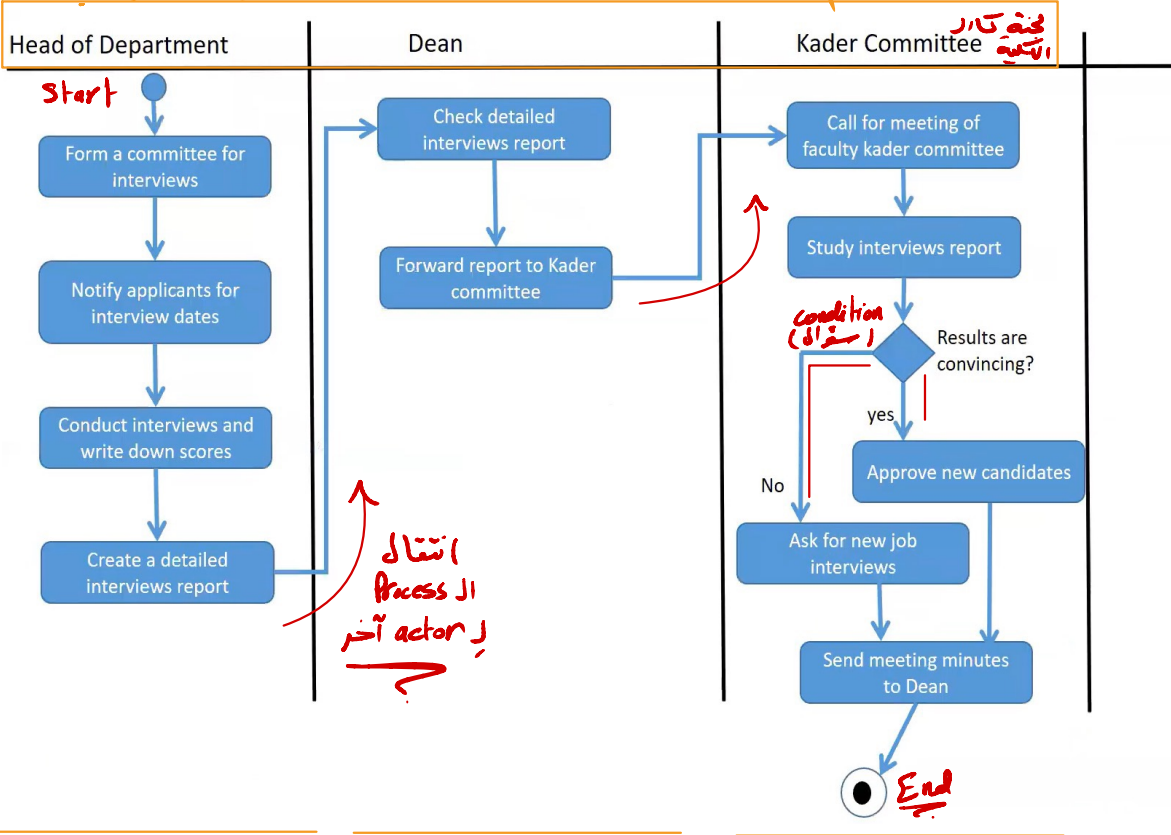 Head of Department
Dean
Kader Committee
لجنة كادر
الكلية
Start
Form a committee for
interviews
Notify applicants for
interview dates
Conduct interviews and
write down scores
Create a detailed
interviews report
انتقال
ال Process
ل actor آخر
Check detailed
interviews report
Forward report to Kader
committee
Call for meeting of
faculty kader committee
Study interviews report
condition
(سؤال)
Results are
convincing?
yes
No
Approve new candidates
Ask for new job
interviews
Send meeting minutes
to Dean
End